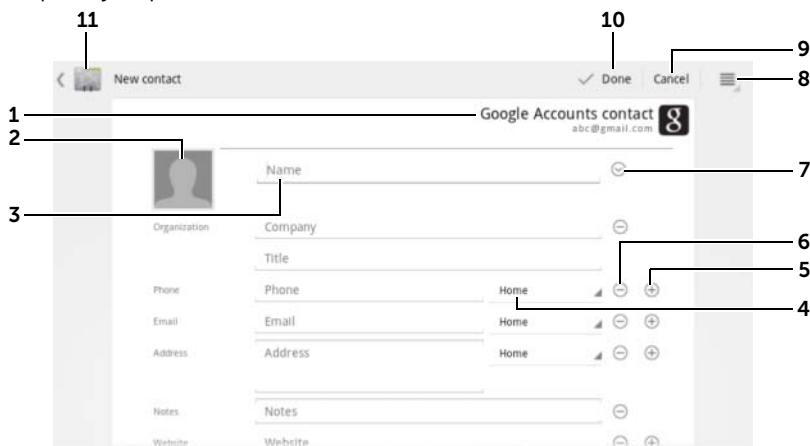 11 10
9
New contact Done Cancel 8
1 Google Accounts contact g
abc@gmail.com
2
Name 7
3
Organization Company
6
Title
5
Phone Phone Home
4
Email Email Home
Address Address Home
Notes Notes
Website Website